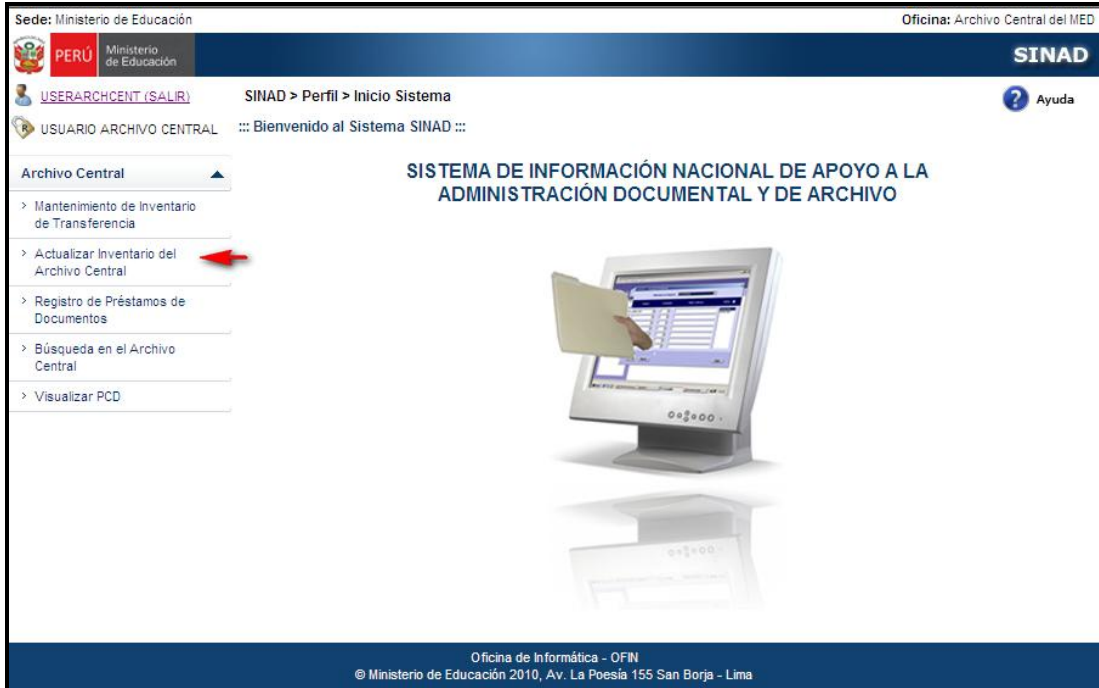 Sede: Ministerio de Educación
Oficina: Archivo Central del MED
PERÚ
Ministerio
de Educación
SINAD
USERARCHCENT (SALIR)
SINAD > Perfil > Inicio Sistema
Ayuda
USUARIO ARCHIVO CENTRAL
::: Bienvenido al Sistema SINAD :::
Archivo Central
SISTEMA DE INFORMACIÓN NACIONAL DE APOYO A LA
ADMINISTRACIÓN DOCUMENTAL Y DE ARCHIVO
> Mantenimiento de Inventario
de Transferencia
> Actualizar Inventario del
Archivo Central
> Registro de Préstamos de
Documentos
> Búsqueda en el Archivo
Central
> Visualizar PCD
Oficina de Informática - OFIN
© Ministerio de Educación 2010, Av. La Poesía 155 San Borja - Lima